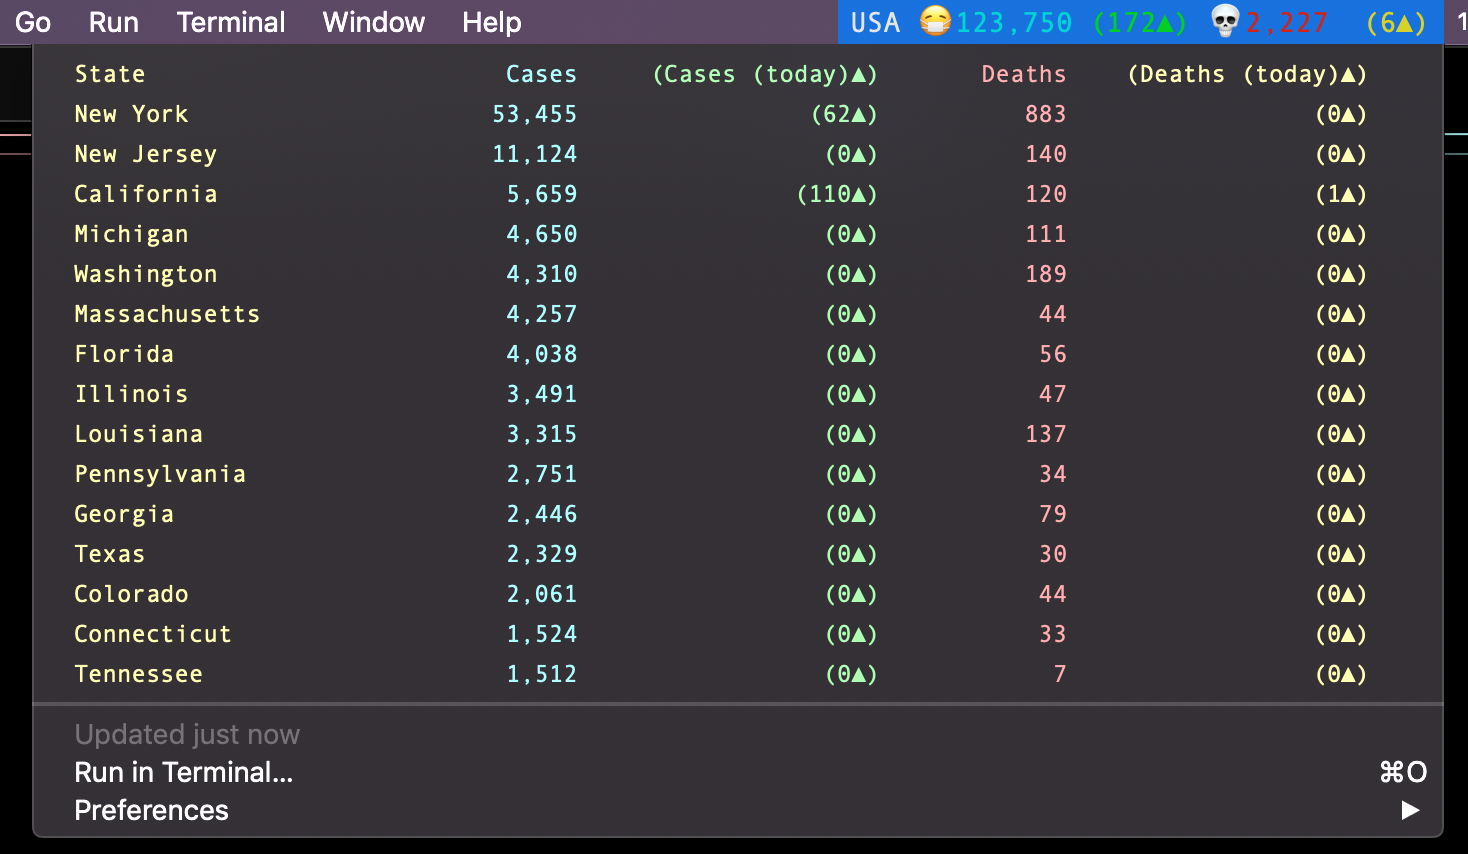 Go Run Terminal Window Help USA 😷123,750 (172▲) 💀2,227 (6▲) 1
State Cases (Cases (today)▲) Deaths (Deaths (today)▲)
New York 53,455 (62▲) 883 (0▲)
New Jersey 11,124 (0▲) 140 (0▲)
California 5,659 (110▲) 120 (1▲)
Michigan 4,650 (0▲) 111 (0▲)
Washington 4,310 (0▲) 189 (0▲)
Massachusetts 4,257 (0▲) 44 (0▲)
Florida 4,038 (0▲) 56 (0▲)
Illinois 3,491 (0▲) 47 (0▲)
Louisiana 3,315 (0▲) 137 (0▲)
Pennsylvania 2,751 (0▲) 34 (0▲)
Georgia 2,446 (0▲) 79 (0▲)
Texas 2,329 (0▲) 30 (0▲)
Colorado 2,061 (0▲) 44 (0▲)
Connecticut 1,524 (0▲) 33 (0▲)
Tennessee 1,512 (0▲) 7 (0▲)
Updated just now
Run in Terminal... ⌘O
Preferences ▶